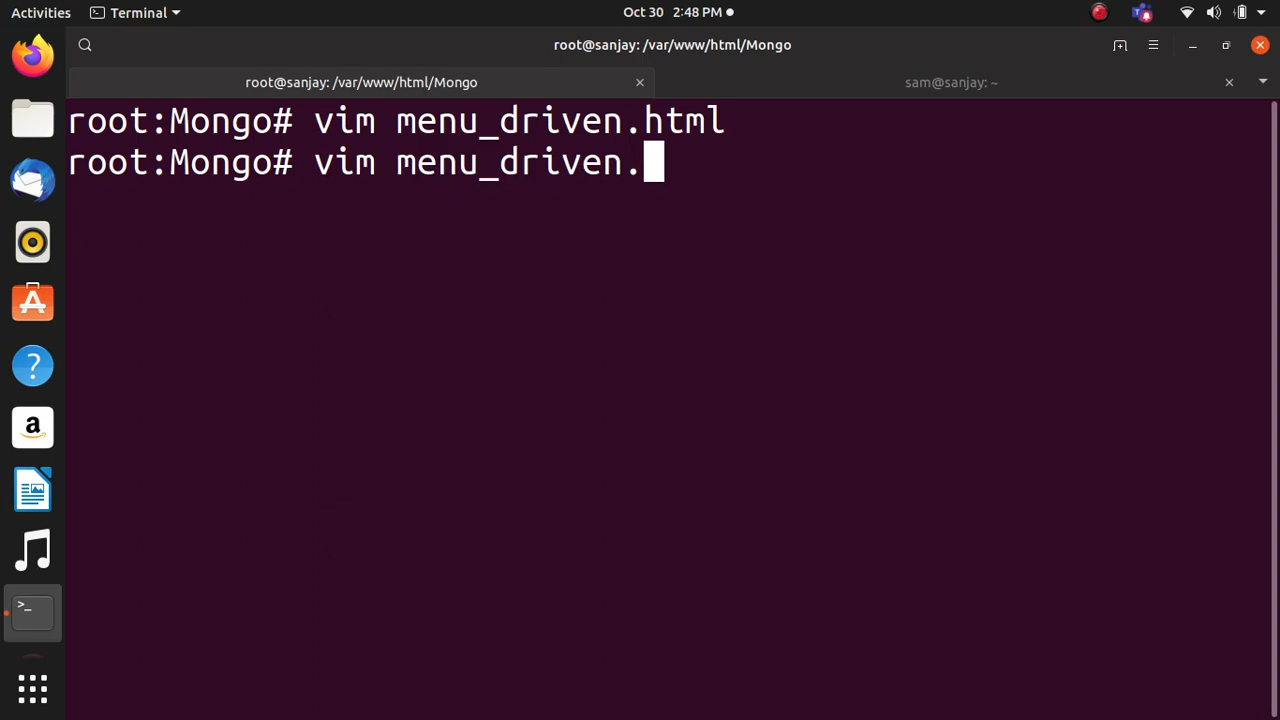 Activities Terminal Oct 30 2:48 PM
root@sanjay: /var/www/html/Mongo
root@sanjay: /var/www/html/Mongo sam@sanjay: ~
root:Mongo# vim menu_driven.html
root:Mongo# vim menu_driven.